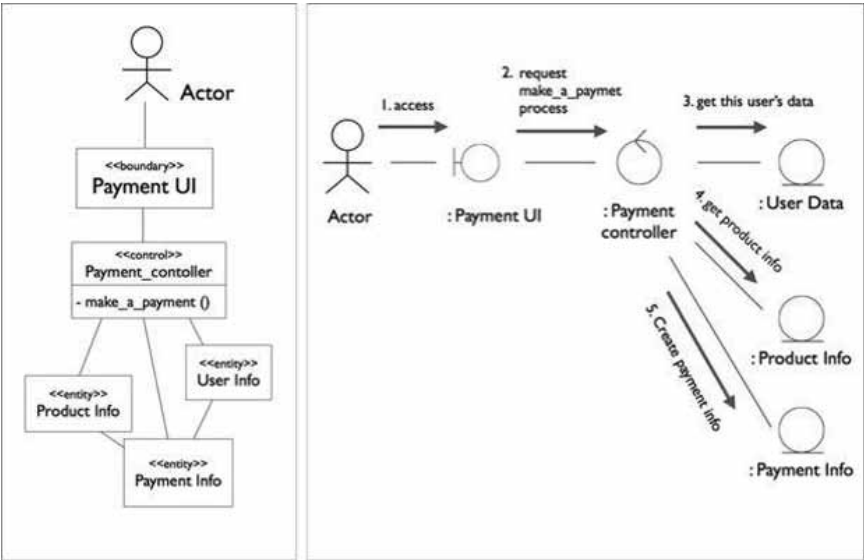 Actor
<<boundary>>
Payment UI
<<control>>
Payment_contoller
- make_a_payment ()
<<entity>>
User Info
<<entity>>
Product Info
<<entity>>
Payment Info
1. access
2. request
make_a_paymet
process
3. get this user's data
Actor
: Payment UI
: Payment
controller
: User Data
4. get product info
: Product Info
5. Create payment info
: Payment Info